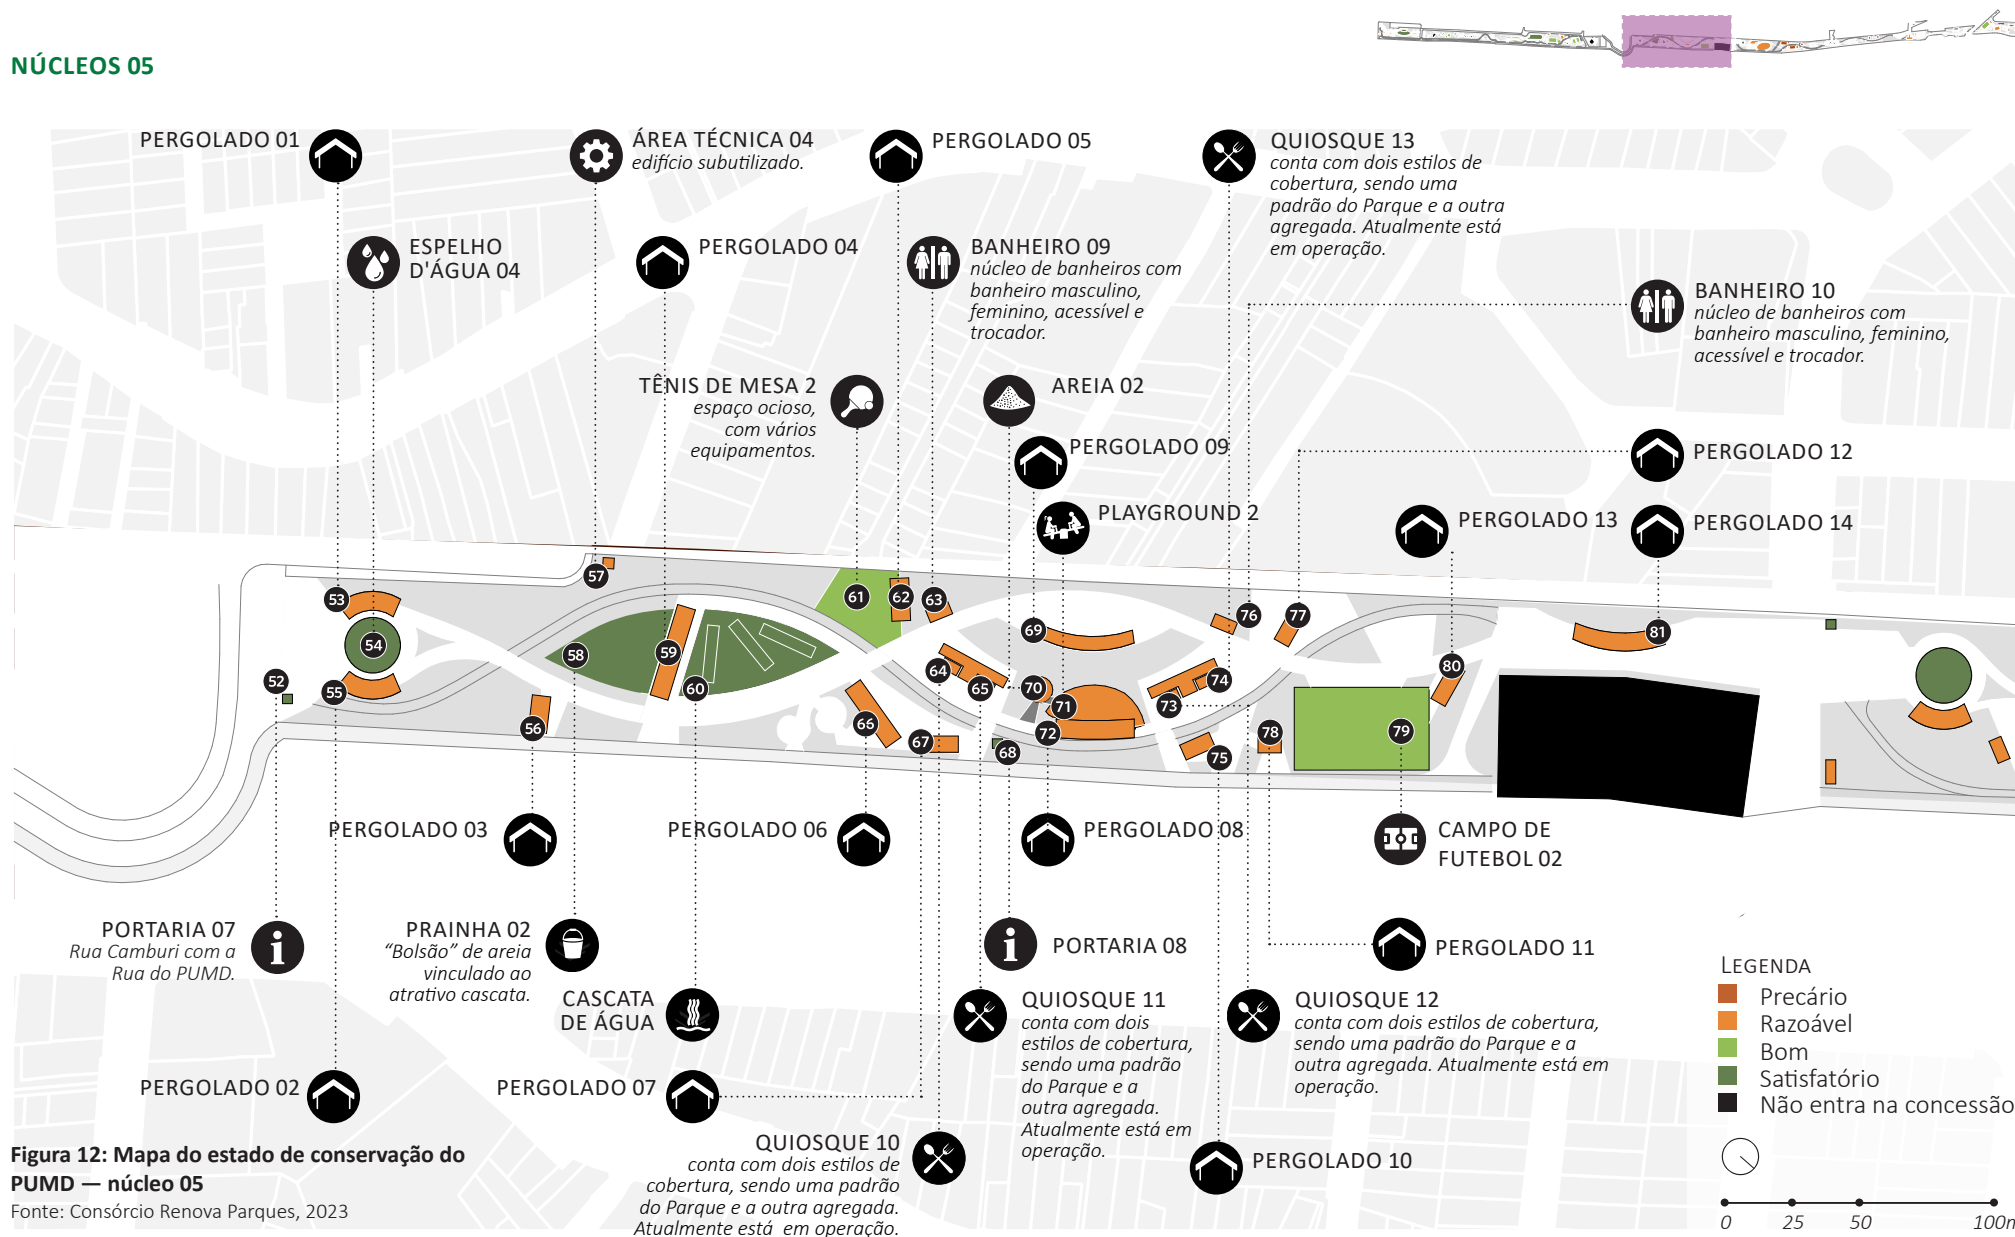 NÚCLEOS 05
PERGOLADO 01
ÁREA TÉCNICA 04
edifício subutilizado.
PERGOLADO 05
QUIOSQUE 13
conta com dois estilos de
cobertura, sendo uma
padrão do Parque e a outra
agregada. Atualmente está
em operação.
ESPELHO
D'ÁGUA 04
PERGOLADO 04
BANHEIRO 09
núcleo de banheiros com
banheiro masculino,
feminino, acessível e
trocador.
BANHEIRO 10
núcleo de banheiros com
banheiro masculino, feminino,
acessível e trocador.
TÊNIS DE MESA 2
espaço ocioso,
com vários
equipamentos.
AREIA 02
PERGOLADO 09
PERGOLADO 12
PLAYGROUND 2
PERGOLADO 13
PERGOLADO 14
52
53
54
55
56
57
58
59
60
61
62
63
64
65
66
67
68
69
70
71
72
73
74
75
76
77
78
79
80
81
PERGOLADO 03
PERGOLADO 06
PERGOLADO 08
CAMPO DE
FUTEBOL 02
PORTARIA 07
Rua Camburi com a
Rua do PUMD.
PRAINHA 02
“Bolsão” de areia
vinculado ao
atrativo cascata.
PORTARIA 08
PERGOLADO 11
CASCATA
DE ÁGUA
QUIOSQUE 11
conta com dois
estilos de cobertura,
sendo uma padrão
do Parque e a
outra agregada.
Atualmente está em
operação.
QUIOSQUE 12
conta com dois estilos de cobertura,
sendo uma padrão do Parque e a
outra agregada. Atualmente está em
operação.
PERGOLADO 02
PERGOLADO 07
QUIOSQUE 10
conta com dois estilos de
cobertura, sendo uma padrão
do Parque e a outra agregada.
Atualmente está em operação.
PERGOLADO 10
LEGENDA
Precário
Razoável
Bom
Satisfatório
Não entra na concessão
0 25 50 100m
Figura 12: Mapa do estado de conservação do
PUMD — núcleo 05
Fonte: Consórcio Renova Parques, 2023